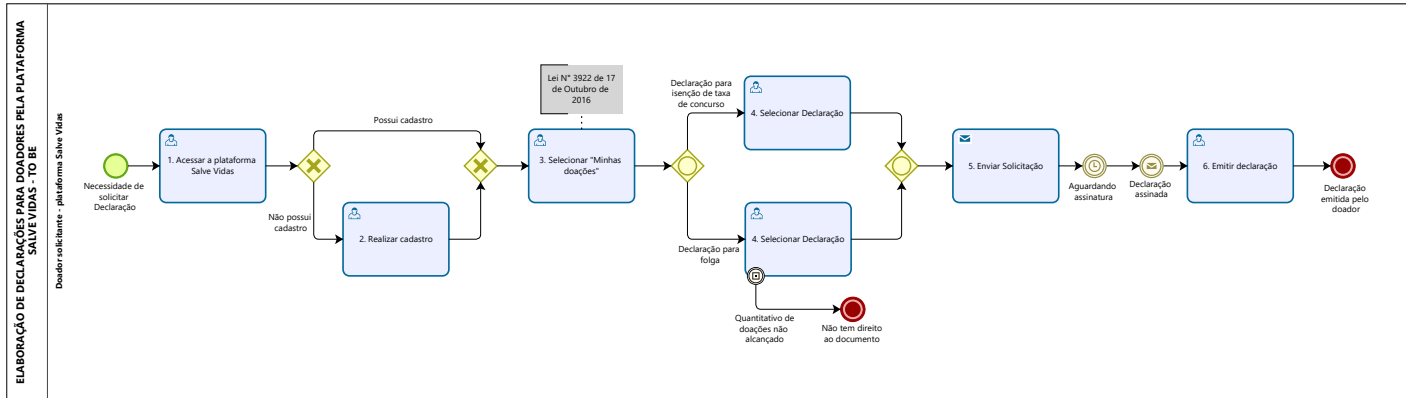 ELABORAÇÃO DE DECLARAÇÕES PARA DOADORES PELA PLATAFORMA
SALVE VIDAS - TO BE
Doador solicitante - plataforma Salve Vidas
Necessidade de
solicitar
Declaração
1. Acessar a plataforma
Salve Vidas
Possui cadastro
Não possui
cadastro
2. Realizar cadastro
Lei N° 3922 de 17
de Outubro de
2016
3. Selecionar "Minhas
doações"
Declaração para
isenção de taxa
de concurso
4. Selecionar Declaração
Declaração para
folga
4. Selecionar Declaração
Quantitativo de
doações não
alcançado
Não tem direito
ao documento
5. Enviar Solicitação
Aguardando
assinatura
Declaração
assinada
6. Emitir declaração
Declaração
emitida pelo
doador